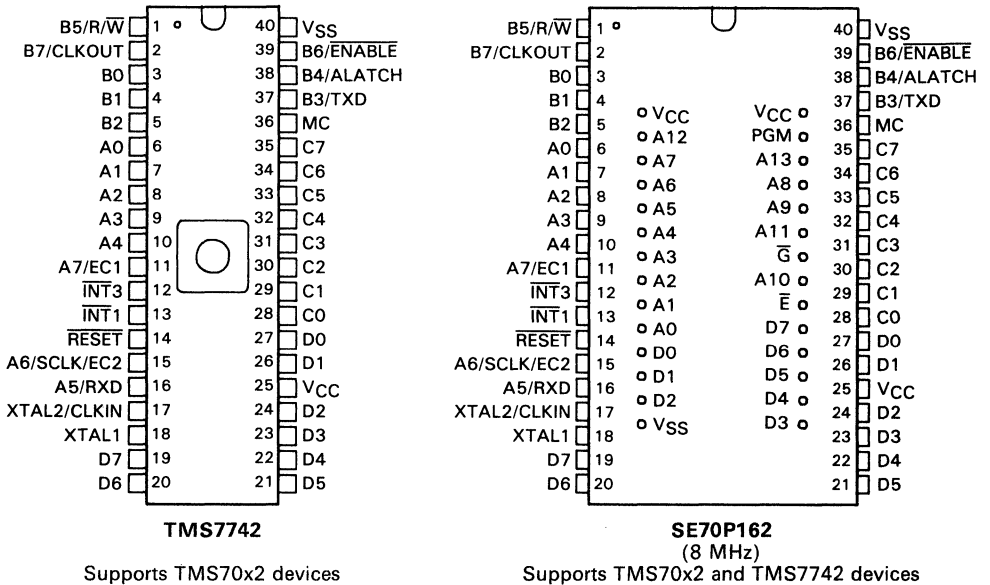 B5/R/W̅ 1 40 VSS
B7/CLKOUT 2 39 B6/E̅N̅A̅B̅L̅E̅
B0 3 38 B4/ALATCH
B1 4 37 B3/TXD
B2 5 36 MC
A0 6 35 C7
A1 7 34 C6
A2 8 33 C5
A3 9 32 C4
A4 10 31 C3
A7/EC1 11 30 C2
I̅N̅T̅3 12 29 C1
I̅N̅T̅1 13 28 C0
R̅E̅S̅E̅T̅ 14 27 D0
A6/SCLK/EC2 15 26 D1
A5/RXD 16 25 VCC
XTAL2/CLKIN 17 24 D2
XTAL1 18 23 D3
D7 19 22 D4
D6 20 21 D5
TMS7742
Supports TMS70x2 devices
B5/R/W̅ 1 40 VSS
B7/CLKOUT 2 39 B6/E̅N̅A̅B̅L̅E̅
B0 3 38 B4/ALATCH
B1 4 37 B3/TXD
VCC VCC
B2 5 36 MC
A12 PGM
A0 6 35 C7
A7 A13
A1 7 34 C6
A6 A8
A2 8 33 C5
A5 A9
A3 9 32 C4
A4 A11
A4 10 31 C3
A3 G̅
A7/EC1 11 30 C2
A2 A10
I̅N̅T̅3 12 29 C1
A1 E̅
I̅N̅T̅1 13 28 C0
A0 D7
R̅E̅S̅E̅T̅ 14 27 D0
D0 D6
A6/SCLK/EC2 15 26 D1
D1 D5
A5/RXD 16 25 VCC
D2 D4
XTAL2/CLKIN 17 24 D2
VSS D3
XTAL1 18 23 D3
D7 19 22 D4
D6 20 21 D5
SE70P162
(8 MHz)
Supports TMS70x2 and TMS7742 devices